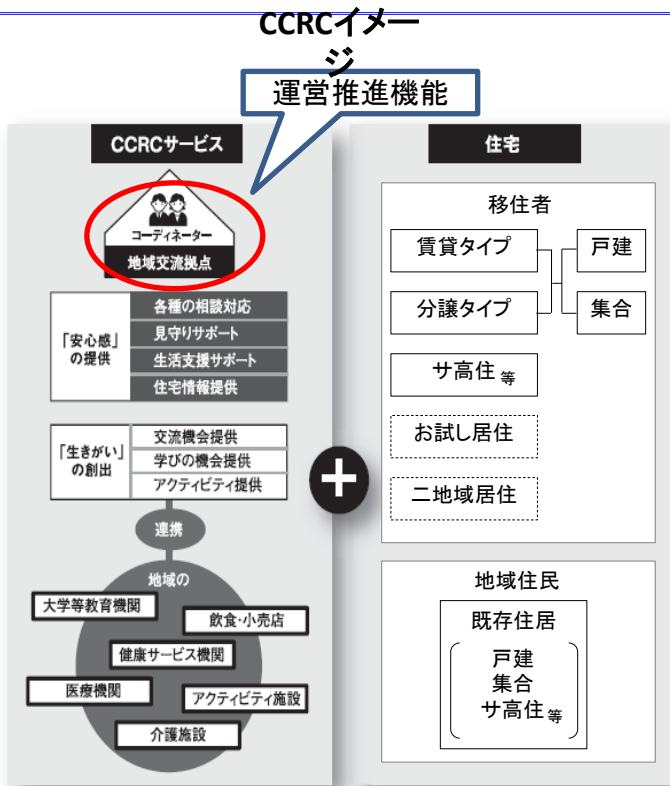 CCRCイメー
ジ
運営推進機能
CCRCサービス
コーディネーター
地域交流拠点
「安心感」
の提供
各種の相談対応
見守りサポート
生活支援サポート
住宅情報提供
「生きがい」
の創出
交流機会提供
学びの機会提供
アクティビティ提供
連携
地域の
大学等教育機関
飲食・小売店
健康サービス機関
医療機関
アクティビティ施設
介護施設
+
住宅
移住者
賃貸タイプ
戸建
分譲タイプ
集合
サ高住等
お試し居住
二地域居住
地域住民
既存住居
戸建
集合
サ高住等